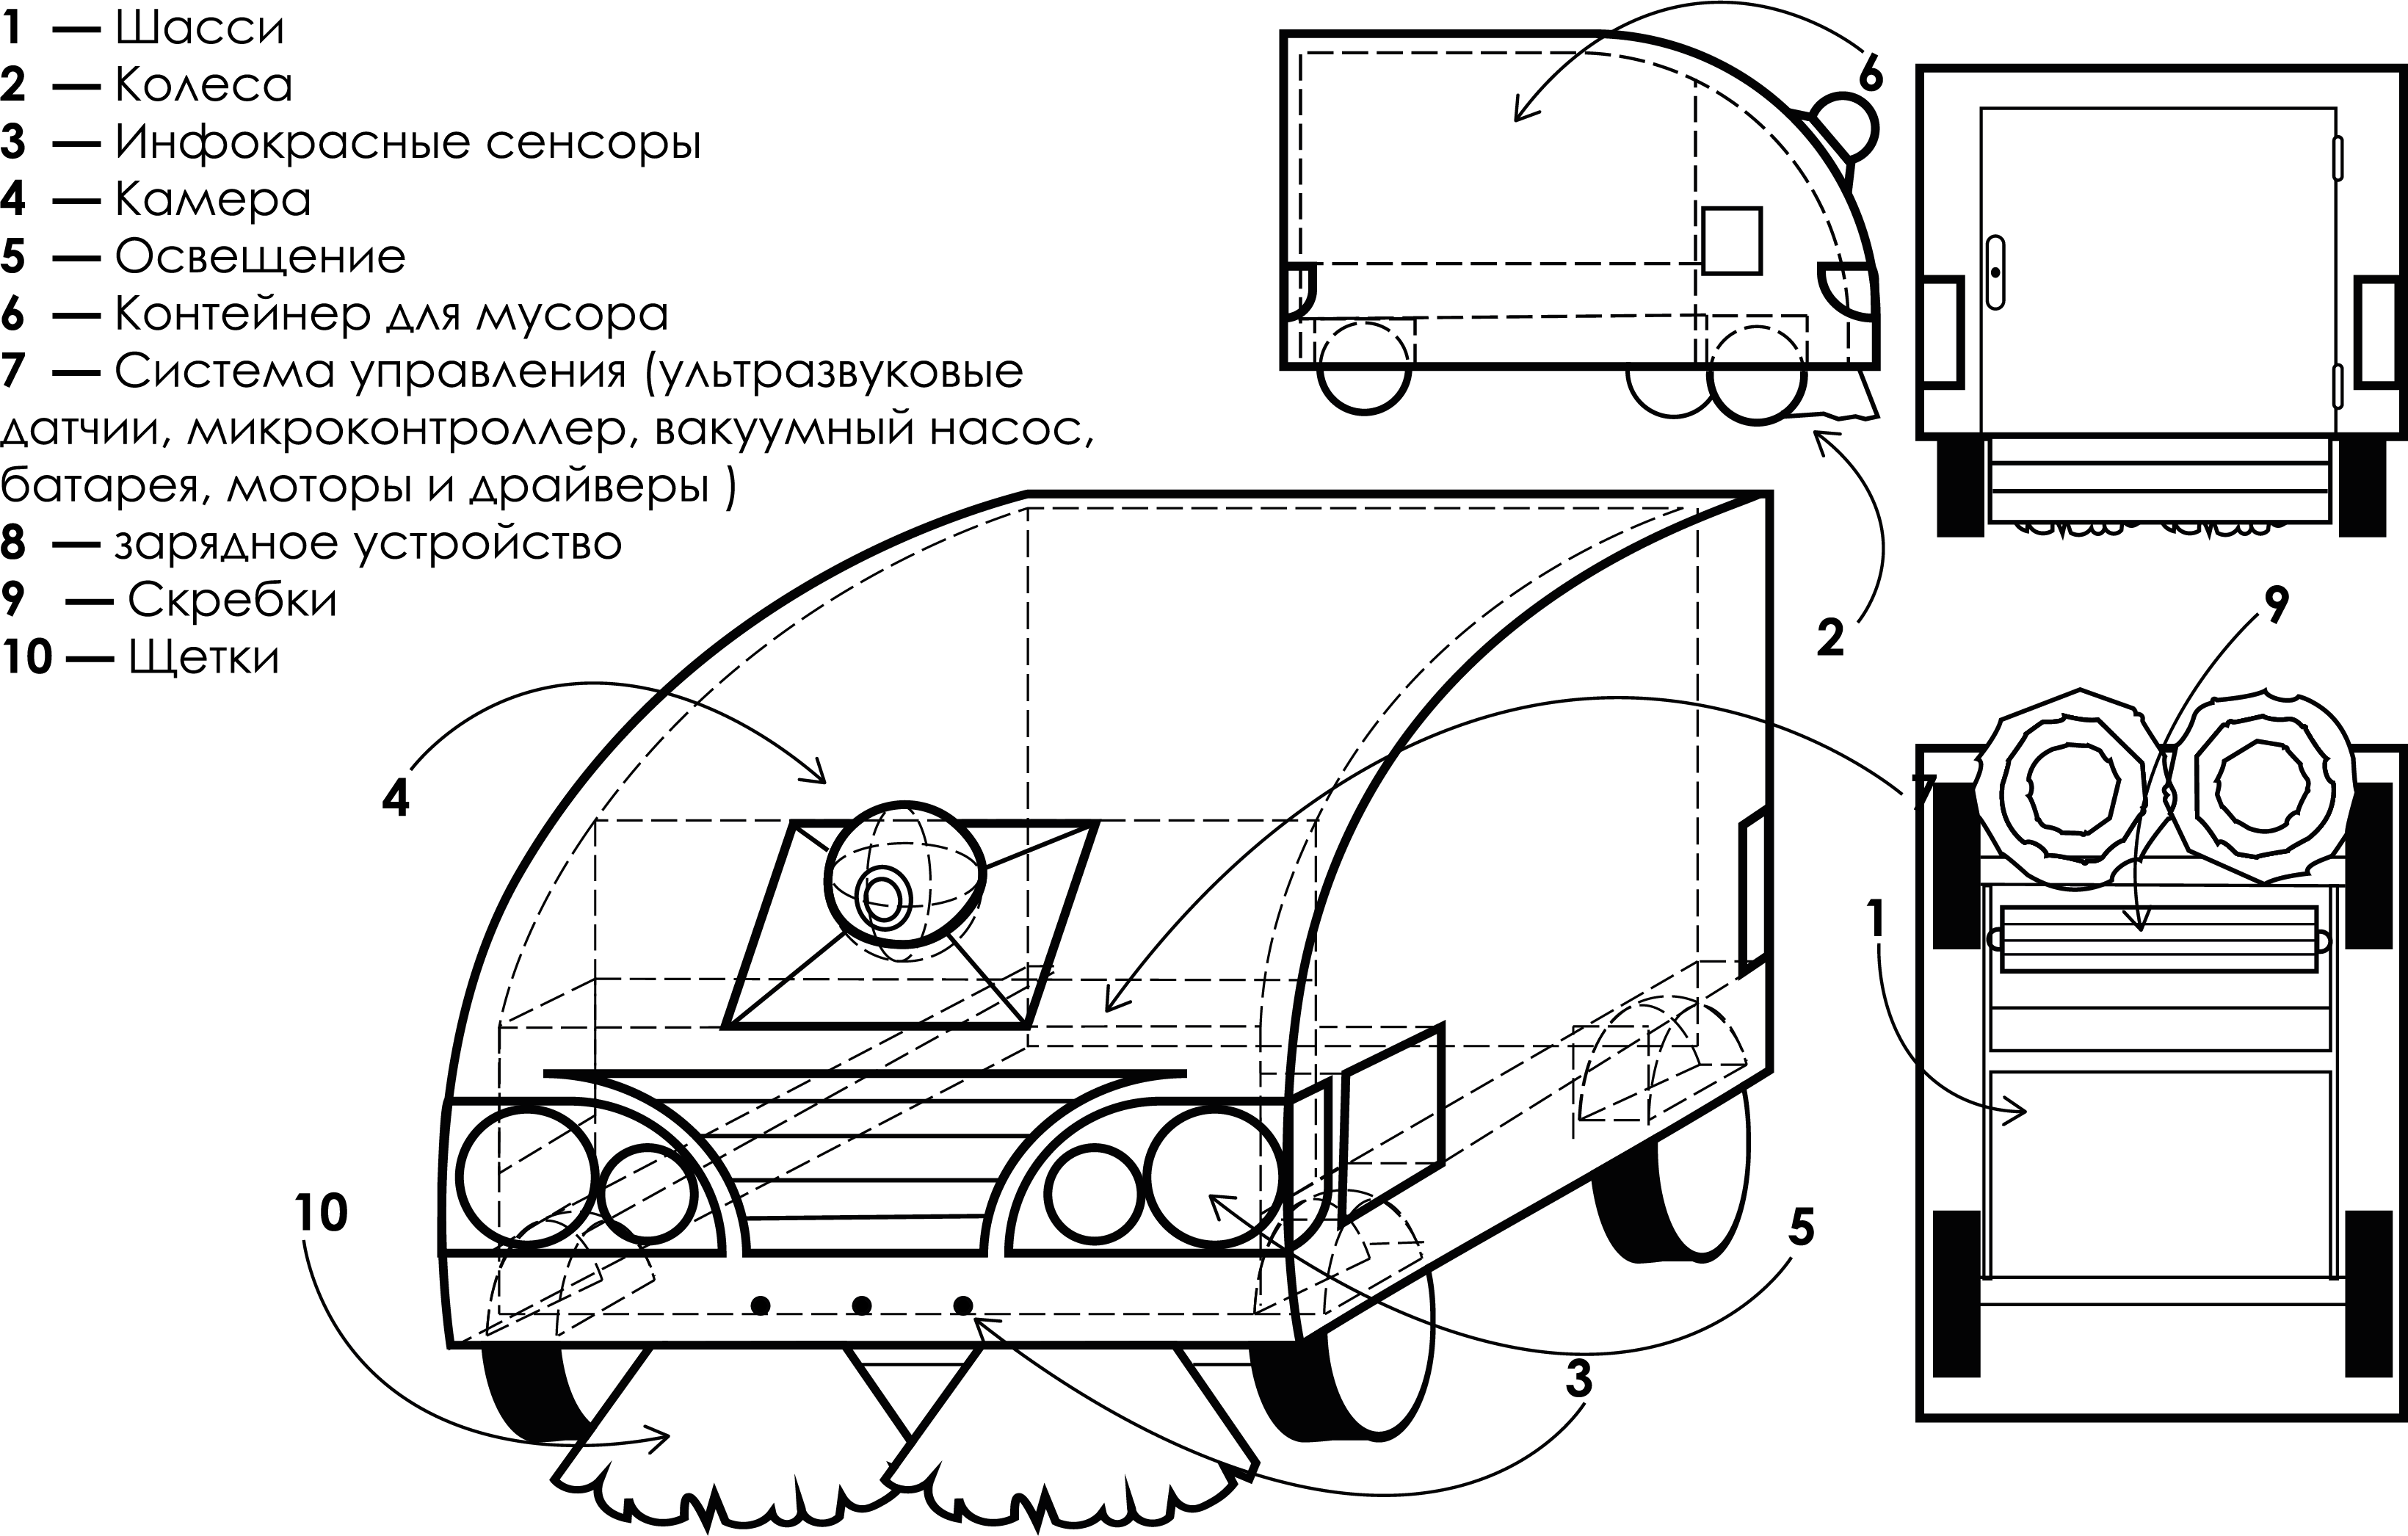 1 — Шасси
2 — Колеса
3 — Инфокрасные сенсоры
4 — Камера
5 — Освещение
6 — Контейнер для мусора
7 — Система управления (ультразвуковые
датчии, микроконтроллер, вакуумный насос,
батарея, моторы и драйверы )
8 — зарядное устройство
9 — Скребки
10 — Щетки
6
2
9
4
7
1
10
5
3